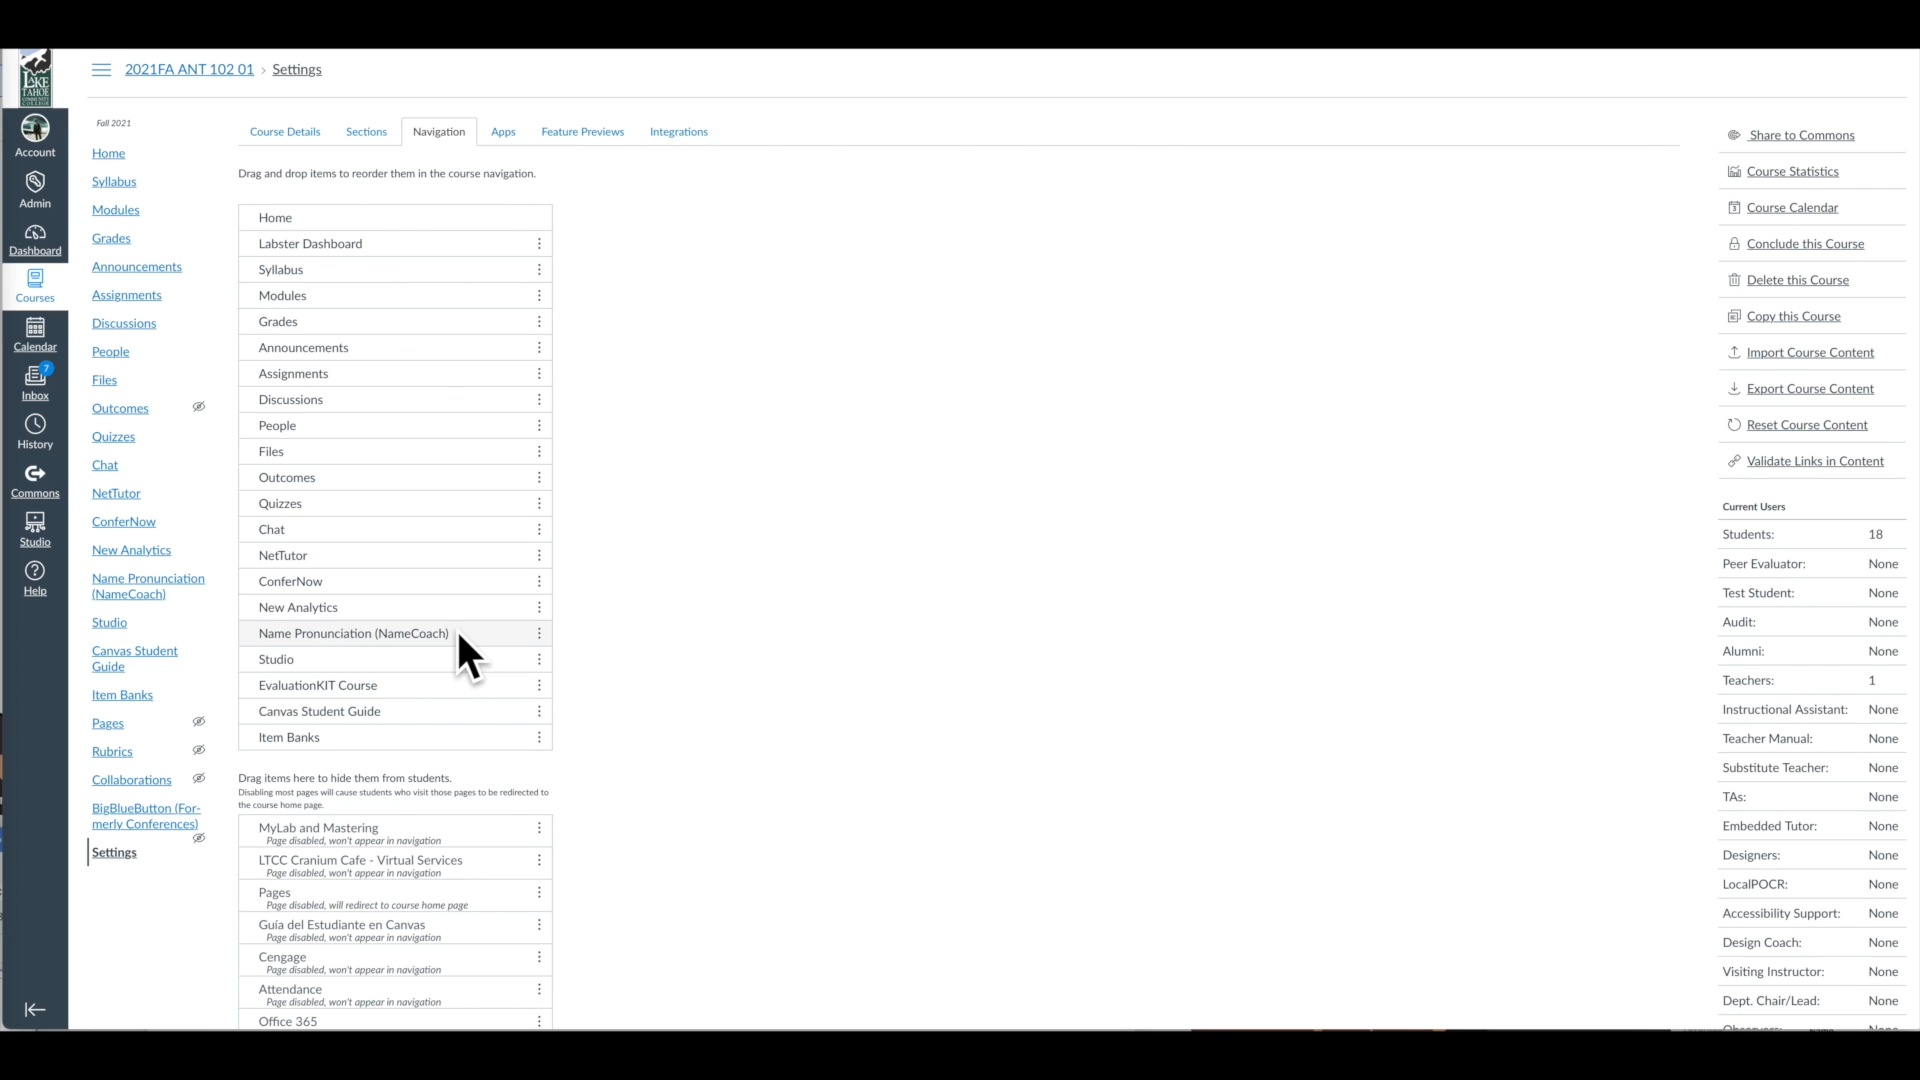 LAKE
TAHOE
COMMUNITY
COLLEGE
2021FA ANT 102 01 › Settings
Account
Admin
Dashboard
Courses
Calendar
7
Inbox
History
Commons
Studio
Help
Fall 2021
Home
Syllabus
Modules
Grades
Announcements
Assignments
Discussions
People
Files
Outcomes
Quizzes
Chat
NetTutor
ConferNow
New Analytics
Name Pronunciation
(NameCoach)
Studio
Canvas Student
Guide
Item Banks
Pages
Rubrics
Collaborations
BigBlueButton (For-
merly Conferences)
Settings
Course Details Sections Navigation Apps Feature Previews Integrations
Drag and drop items to reorder them in the course navigation.
Home
Labster Dashboard
Syllabus
Modules
Grades
Announcements
Assignments
Discussions
People
Files
Outcomes
Quizzes
Chat
NetTutor
ConferNow
New Analytics
Name Pronunciation (NameCoach)
Studio
EvaluationKIT Course
Canvas Student Guide
Item Banks
Drag items here to hide them from students.
Disabling most pages will cause students who visit those pages to be redirected to
the course home page.
MyLab and Mastering
Page disabled, won't appear in navigation
LTCC Cranium Cafe - Virtual Services
Page disabled, won't appear in navigation
Pages
Page disabled, will redirect to course home page
Guía del Estudiante en Canvas
Page disabled, won't appear in navigation
Cengage
Page disabled, won't appear in navigation
Attendance
Page disabled, won't appear in navigation
Office 365
Share to Commons
Course Statistics
Course Calendar
Conclude this Course
Delete this Course
Copy this Course
Import Course Content
Export Course Content
Reset Course Content
Validate Links in Content
Current Users
Students: 18
Peer Evaluator: None
Test Student: None
Audit: None
Alumni: None
Teachers: 1
Instructional Assistant: None
Teacher Manual: None
Substitute Teacher: None
TAs: None
Embedded Tutor: None
Designers: None
LocalPOCR: None
Accessibility Support: None
Design Coach: None
Visiting Instructor: None
Dept. Chair/Lead: None
Observers: None